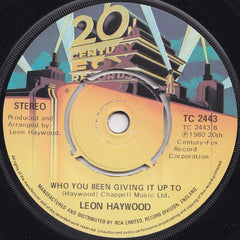 20th
CENTURY
FOX
RECORDS
STEREO
TC 2443
Produced and
Arranged by
Leon Haywood
TC 2443 B
℗ 1980 20th
Century-Fox
Record
Corporation
WHO YOU BEEN GIVING IT UP TO
(Haywood) Chappell Music Ltd.
LEON HAYWOOD
MANUFACTURED AND DISTRIBUTED BY RCA LIMITED, RECORD DIVISION, ENGLAND.